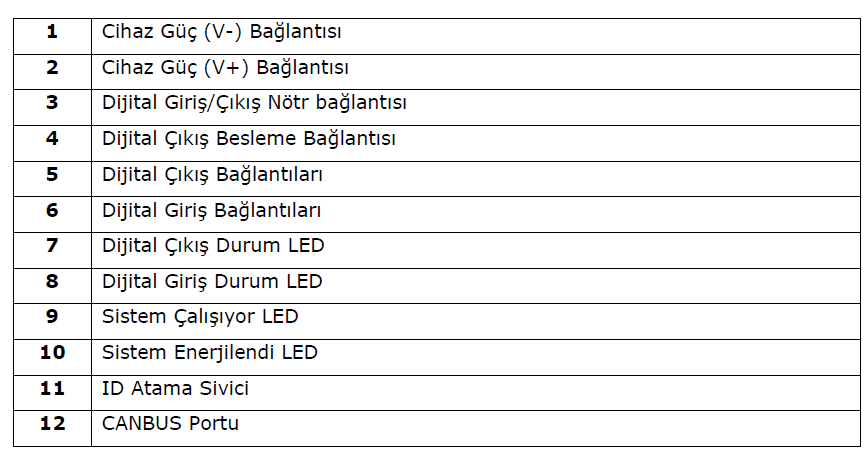 1 Cihaz Güç (V-) Bağlantısı
2 Cihaz Güç (V+) Bağlantısı
3 Dijital Giriş/Çıkış Nötr bağlantısı
4 Dijital Çıkış Besleme Bağlantısı
5 Dijital Çıkış Bağlantıları
6 Dijital Giriş Bağlantıları
7 Dijital Çıkış Durum LED
8 Dijital Giriş Durum LED
9 Sistem Çalışıyor LED
10 Sistem Enerjilendi LED
11 ID Atama Sivici
12 CANBUS Portu